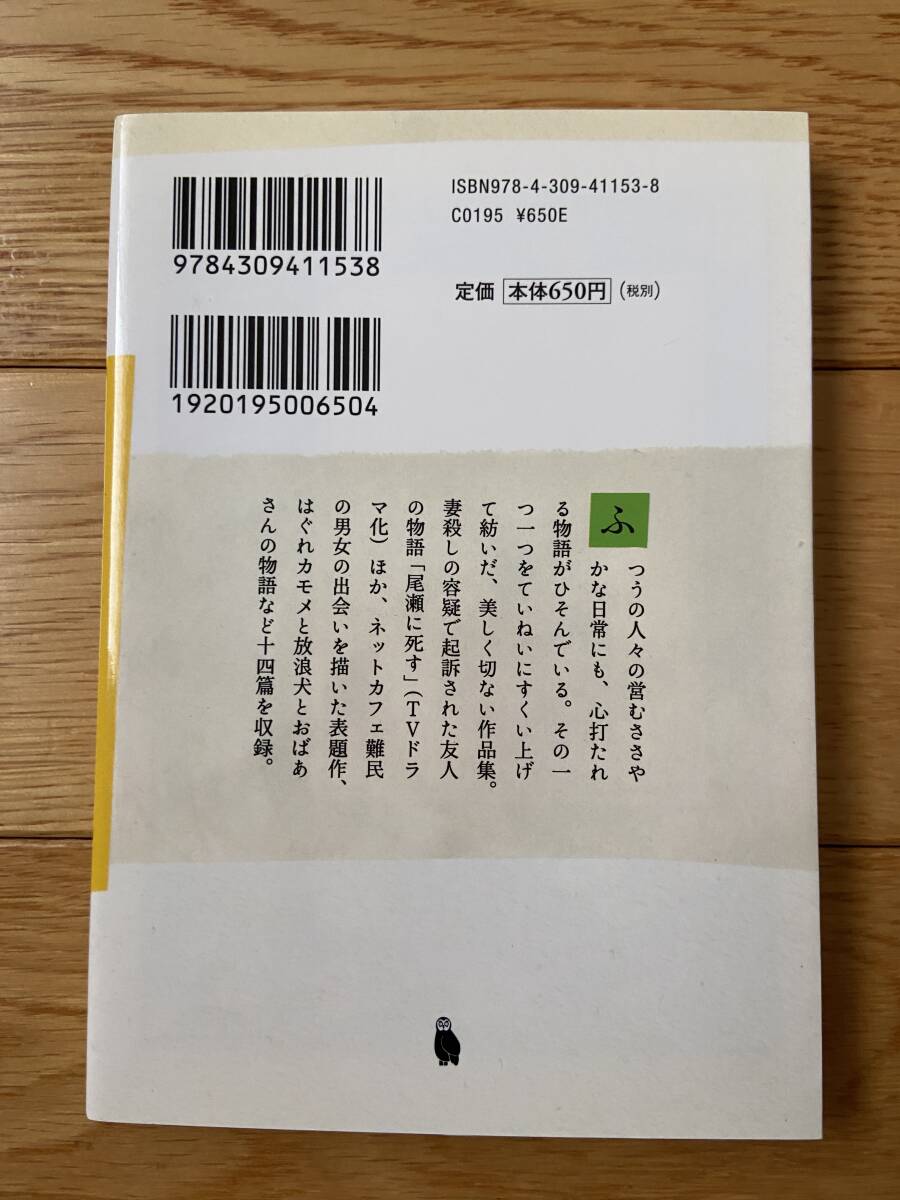 ISBN978-4-309-41153-8
C0195 ¥650E
9784309411538
定価 本体650円(税別)
1920195006504
ふつうの人々の営むささや
かな日常にも、心打たれ
る物語がひそんでいる。その一
つ一つをていねいにすくい上げ
て紡いだ、美しく切ない作品集。
妻殺しの容疑で起訴された友人
の物語「尾瀬に死す」(TVドラ
マ化)ほか、ネットカフェ難民
の男女の出会いを描いた表題作、
はぐれカモメと放浪犬とおばあ
さんの物語など十四篇を収録。